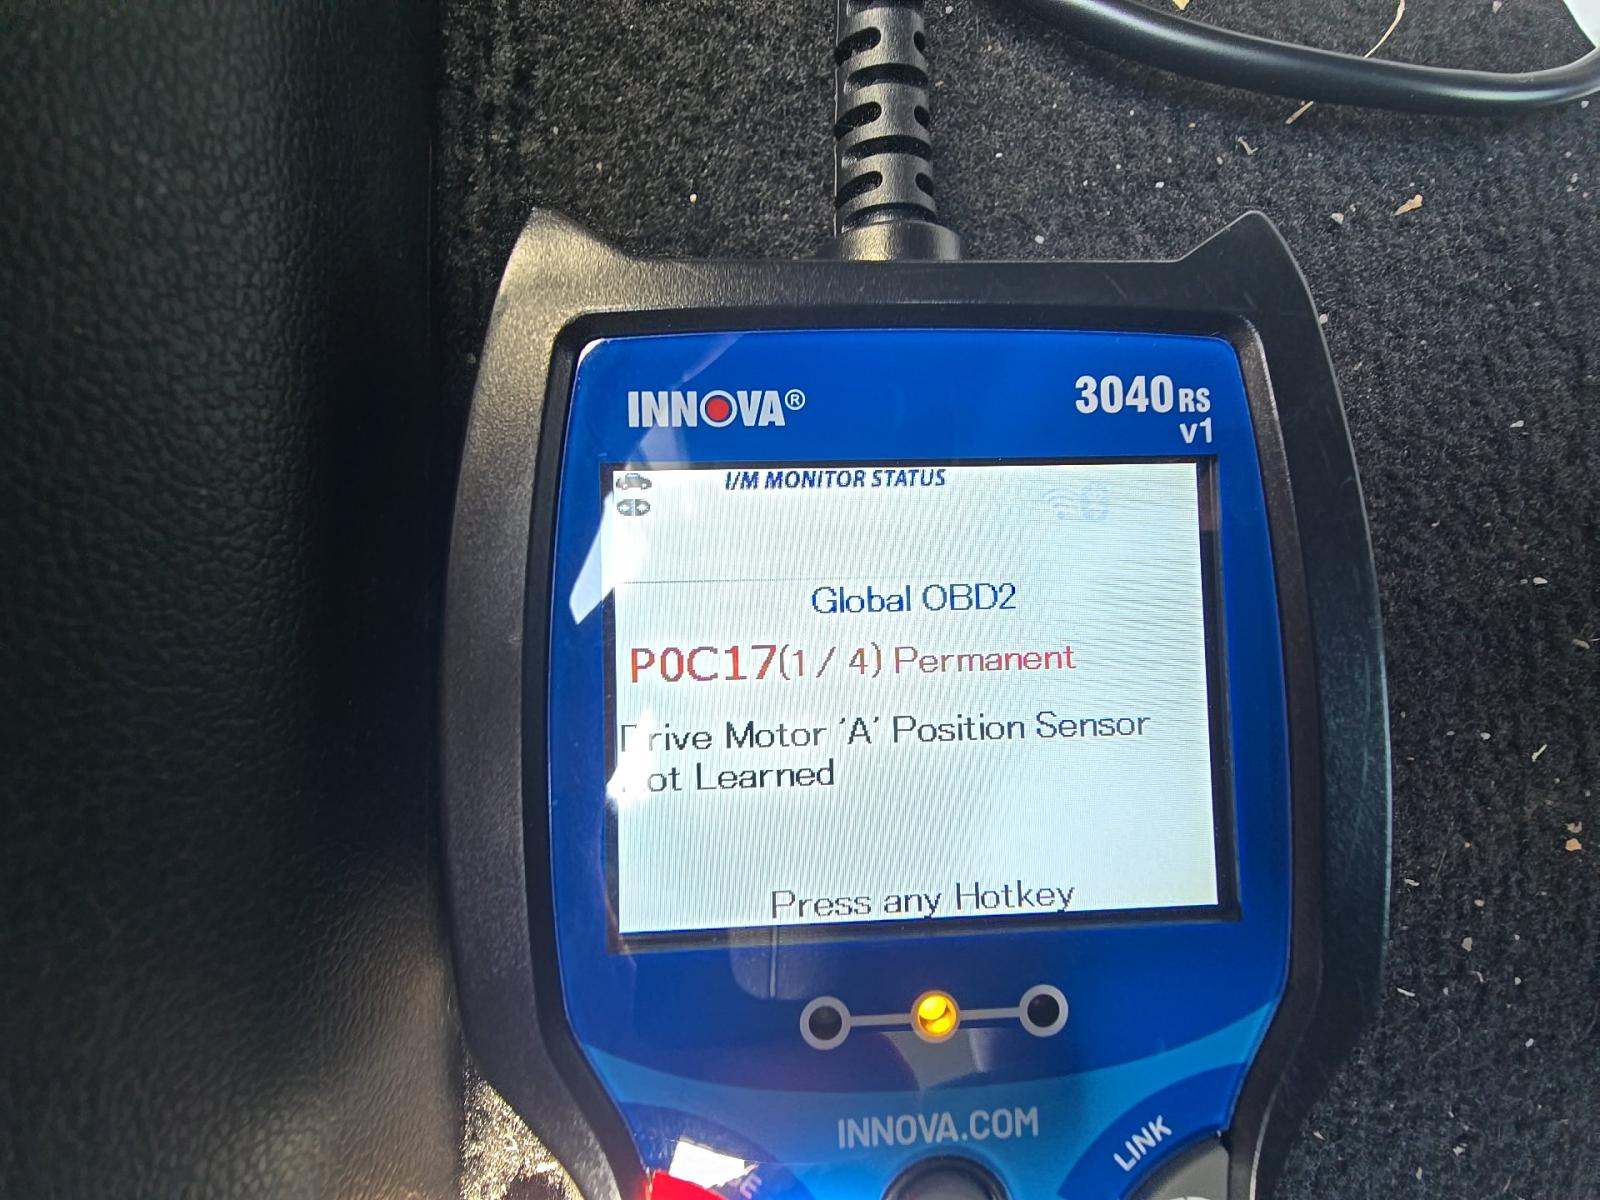 INNOVA®
3040RS
v1
I/M MONITOR STATUS
Global OBD2
P0C17(1/4) Permanent
Drive Motor 'A' Position Sensor
Not Learned
Press any Hotkey
INNOVA.COM
LINK